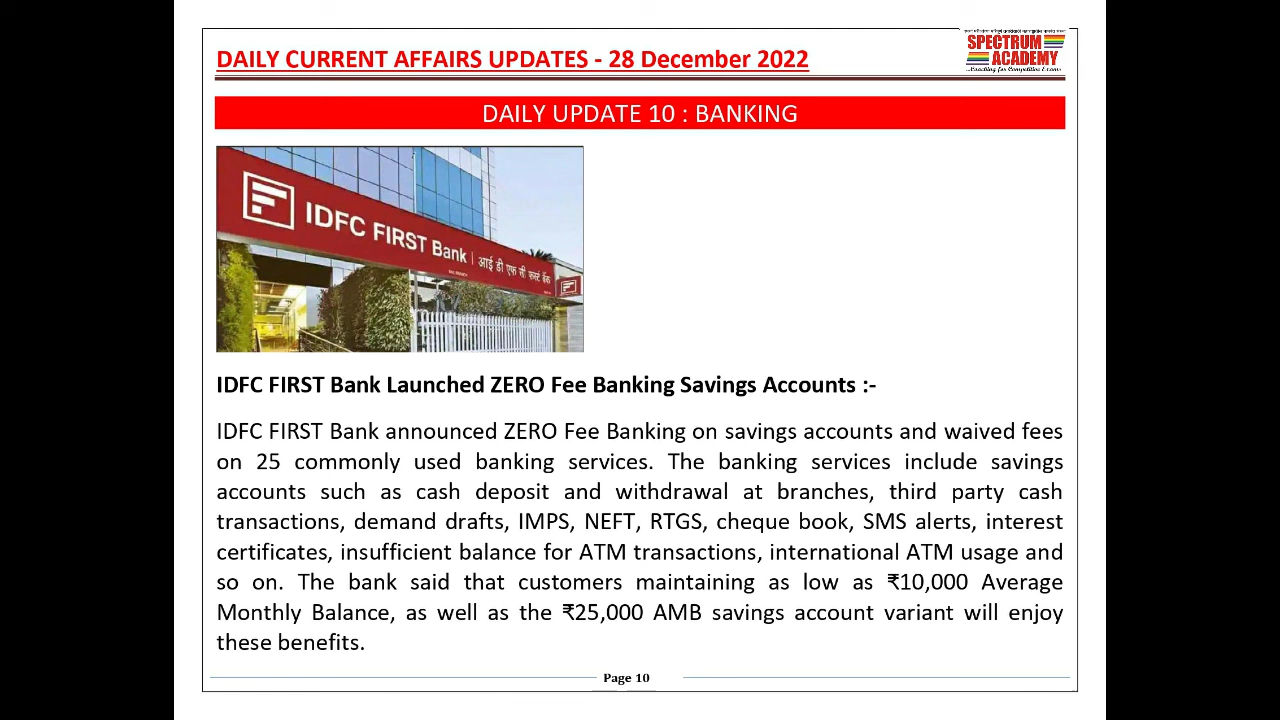 DAILY CURRENT AFFAIRS UPDATES - 28 December 2022
SPECTRUM
ACADEMY
...Coaching for Competitive Exams
DAILY UPDATE 10 : BANKING
IDFC FIRST Bank | आई डी एफ सी फर्स्ट बैंक
IDFC FIRST Bank Launched ZERO Fee Banking Savings Accounts :-
IDFC FIRST Bank announced ZERO Fee Banking on savings accounts and waived fees
on 25 commonly used banking services. The banking services include savings
accounts such as cash deposit and withdrawal at branches, third party cash
transactions, demand drafts, IMPS, NEFT, RTGS, cheque book, SMS alerts, interest
certificates, insufficient balance for ATM transactions, international ATM usage and
so on. The bank said that customers maintaining as low as ₹10,000 Average
Monthly Balance, as well as the ₹25,000 AMB savings account variant will enjoy
these benefits.
Page 10